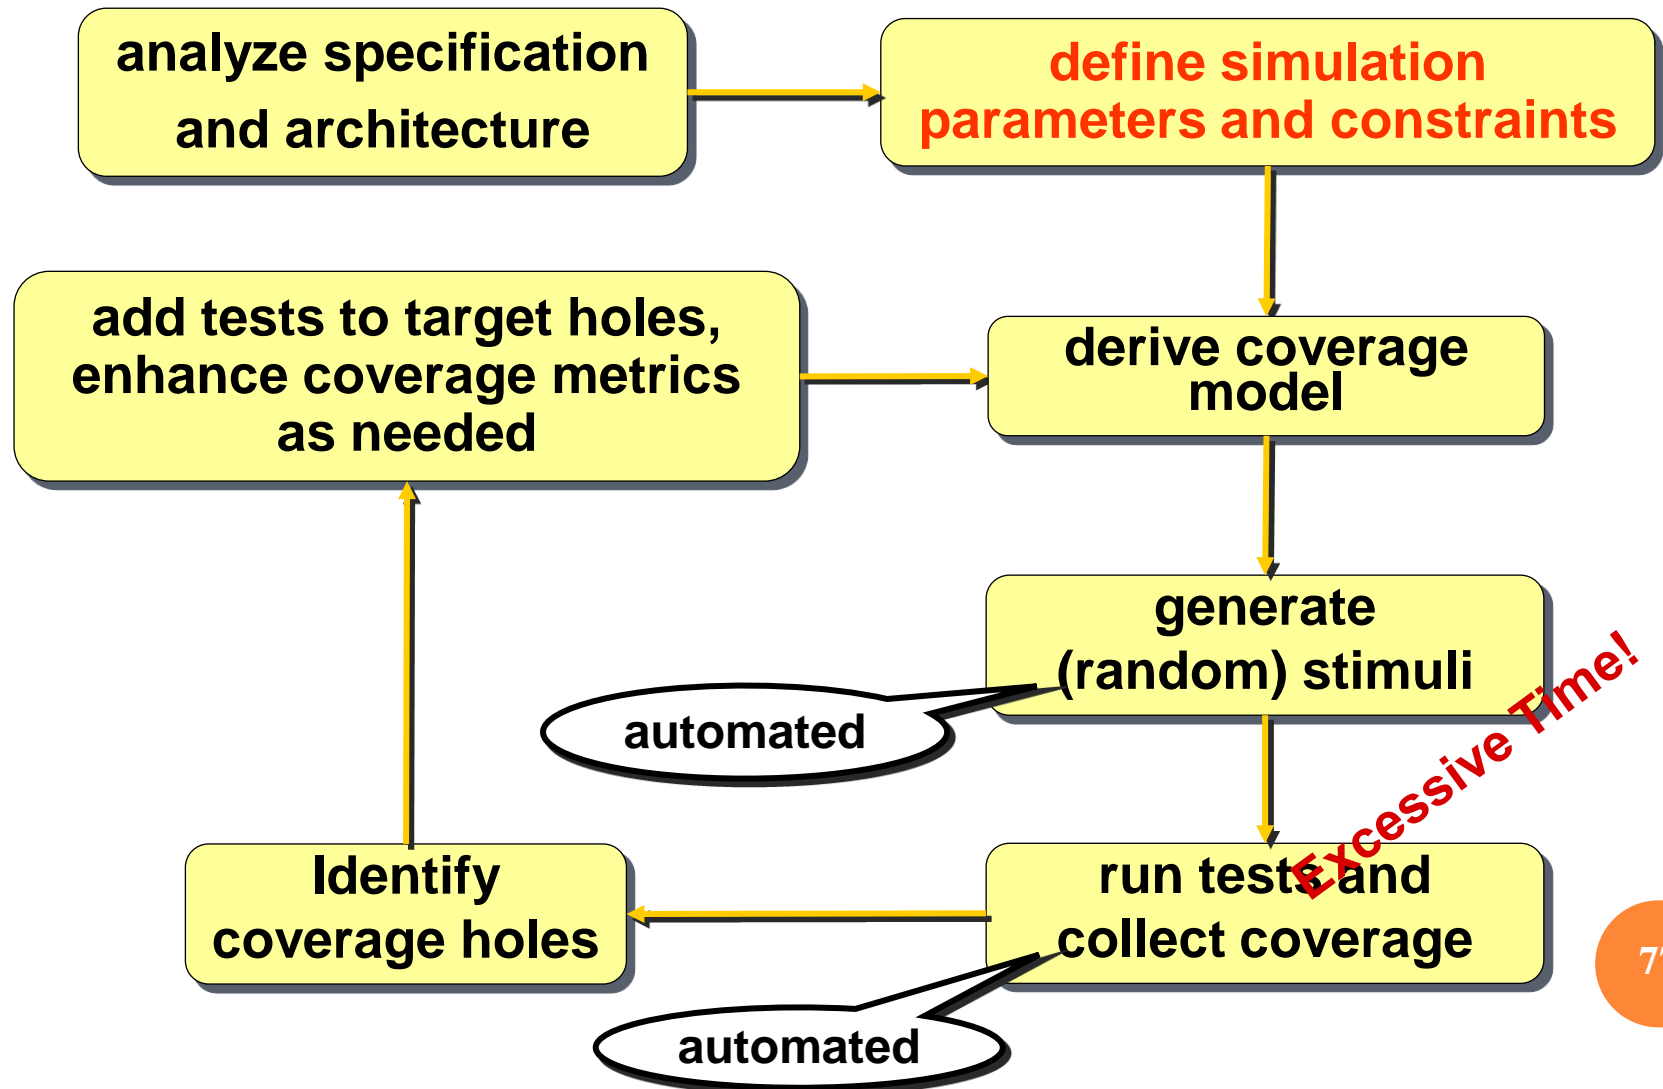 analyze specification
and architecture
define simulation
parameters and constraints
add tests to target holes,
enhance coverage metrics
as needed
derive coverage
model
generate
(random) stimuli
automated
Excessive Time!
Identify
coverage holes
run tests and
collect coverage
automated